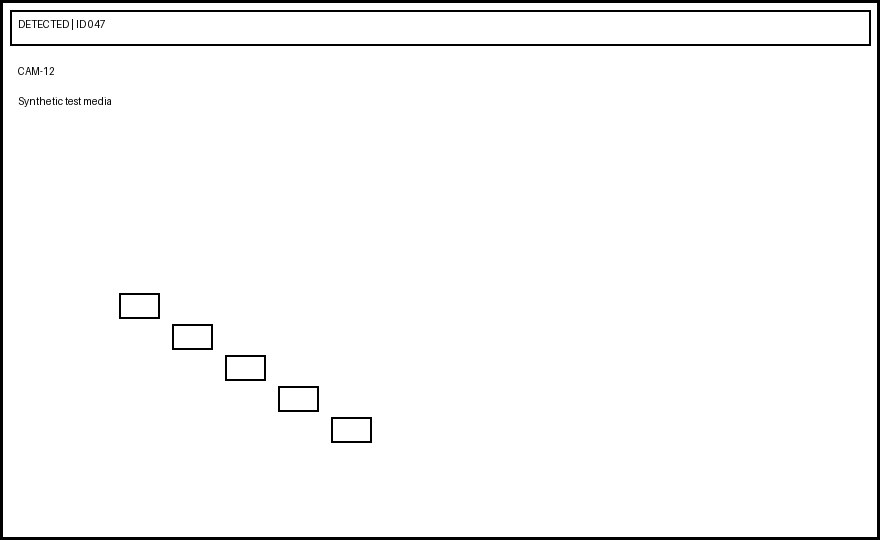 DETECTED | ID 047
CAM-12
Synthetic test media